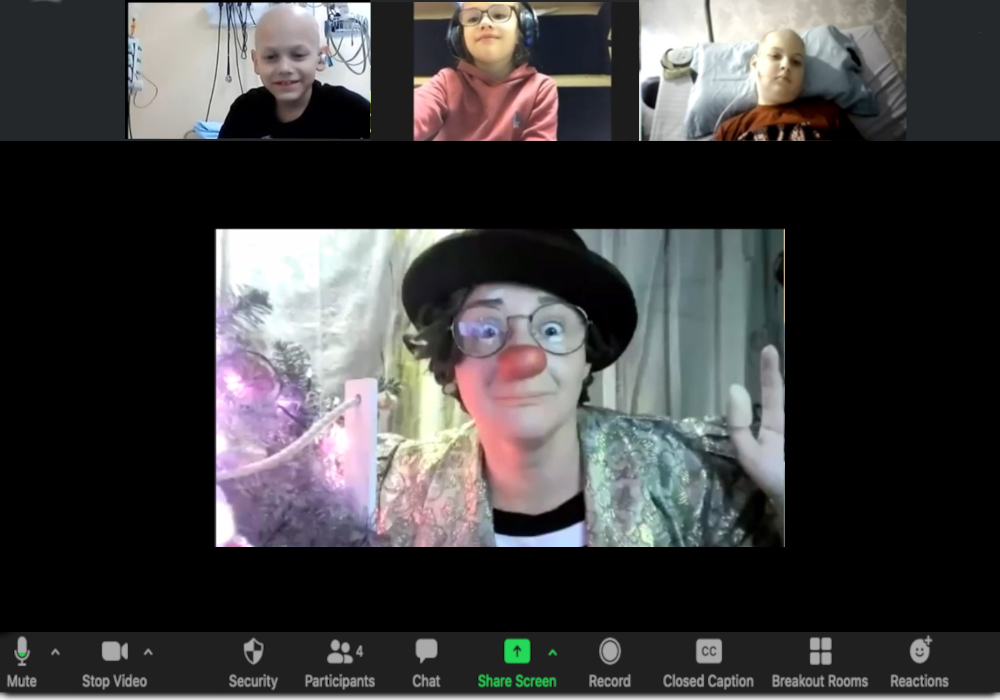 4
Mute
Stop Video
Security
Participants
Chat
Share Screen
Record
CC
Closed Caption
Breakout Rooms
Reactions